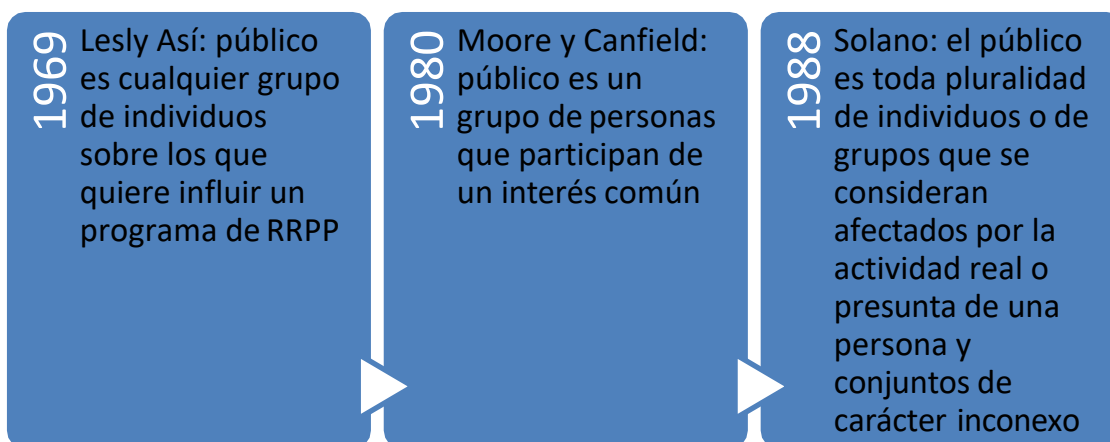 1969
Lesly Así: público
es cualquier grupo
de individuos
sobre los que
quiere influir un
programa de RRPP
1980
Moore y Canfield:
público es un
grupo de personas
que participan de
un interés común
1988
Solano: el público
es toda pluralidad
de individuos o de
grupos que se
consideran
afectados por la
actividad real o
presunta de una
persona y
conjuntos de
carácter inconexo